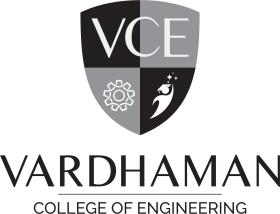 VCE
VARDHAMAN
COLLEGE OF ENGINEERING